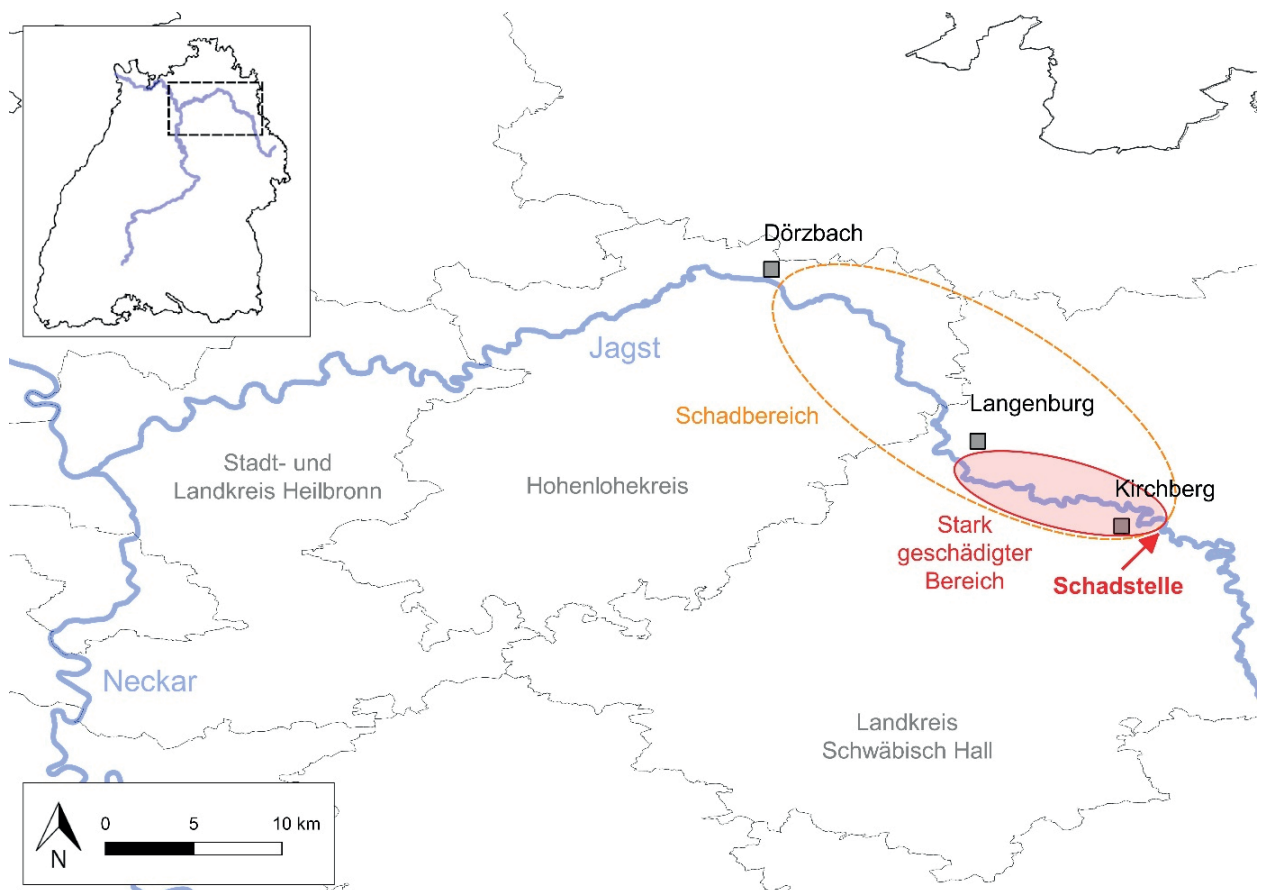 Dörzbach
Jagst
Schadbereich
Langenburg
Stadt- und
Landkreis Heilbronn
Hohenlohekreis
Kirchberg
Stark
geschädigter
Bereich
Schadstelle
Neckar
Landkreis
Schwäbisch Hall
0 5 10 km
N